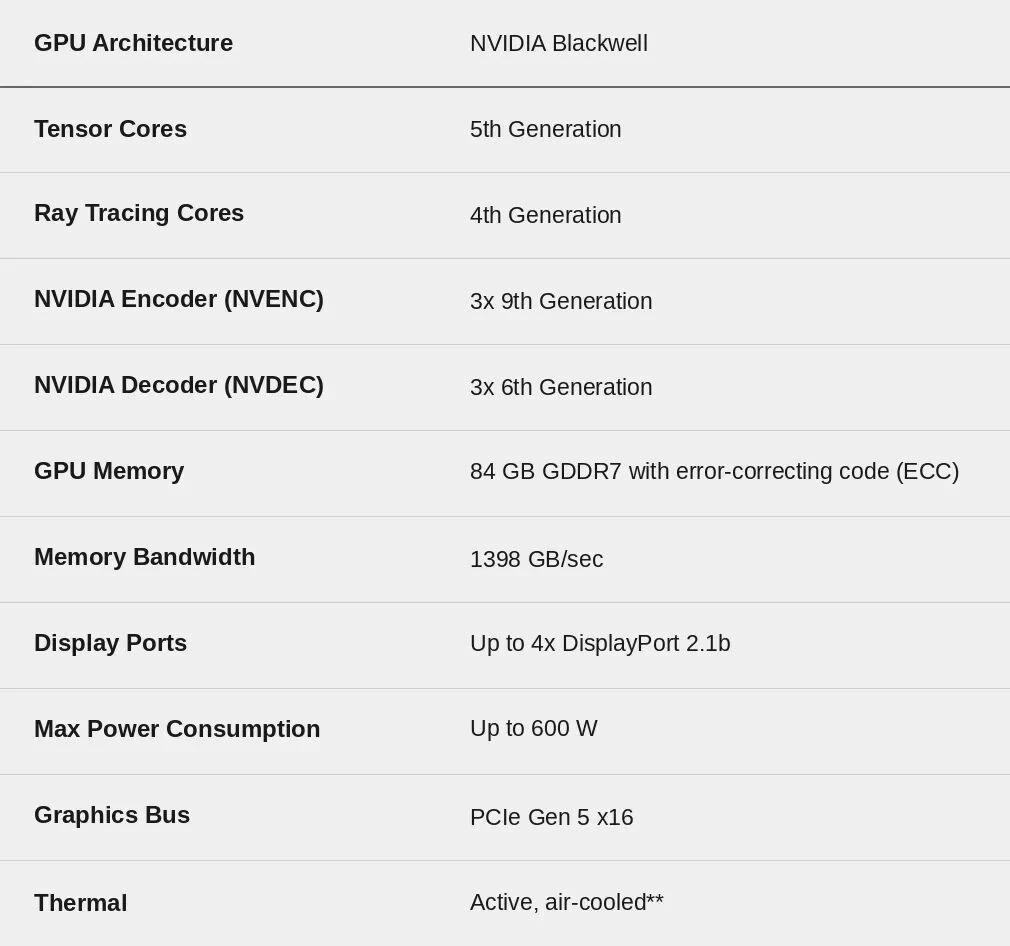 GPU Architecture NVIDIA Blackwell
Tensor Cores 5th Generation
Ray Tracing Cores 4th Generation
NVIDIA Encoder (NVENC) 3x 9th Generation
NVIDIA Decoder (NVDEC) 3x 6th Generation
GPU Memory 84 GB GDDR7 with error-correcting code (ECC)
Memory Bandwidth 1398 GB/sec
Display Ports Up to 4x DisplayPort 2.1b
Max Power Consumption Up to 600 W
Graphics Bus PCIe Gen 5 x16
Thermal Active, air-cooled**